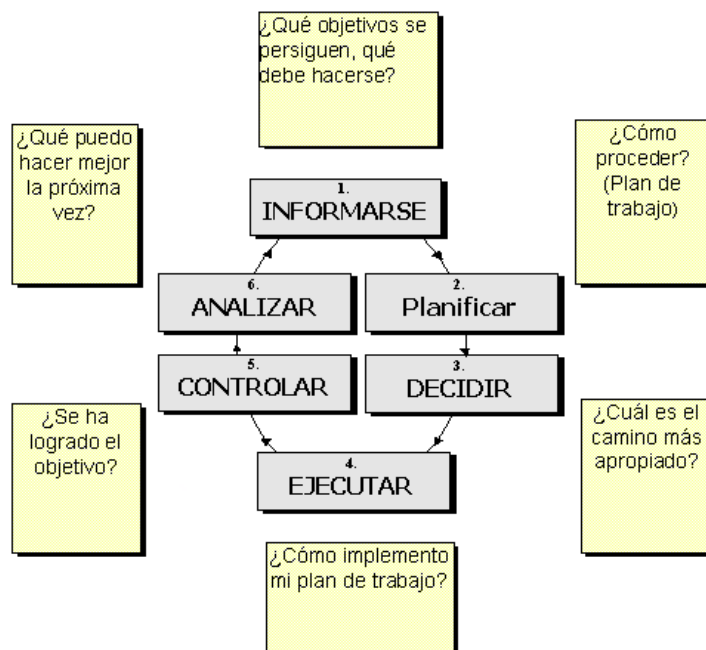 ¿Qué objetivos se
persiguen, qué
debe hacerse?
¿Qué puedo
hacer mejor
la próxima
vez?
¿Cómo
proceder?
(Plan de
trabajo)
1.
INFORMARSE
6.
ANALIZAR
2.
Planificar
5.
CONTROLAR
3.
DECIDIR
¿Se ha
logrado el
objetivo?
¿Cuál es el
camino más
apropiado?
4.
EJECUTAR
¿Cómo implemento
mi plan de trabajo?